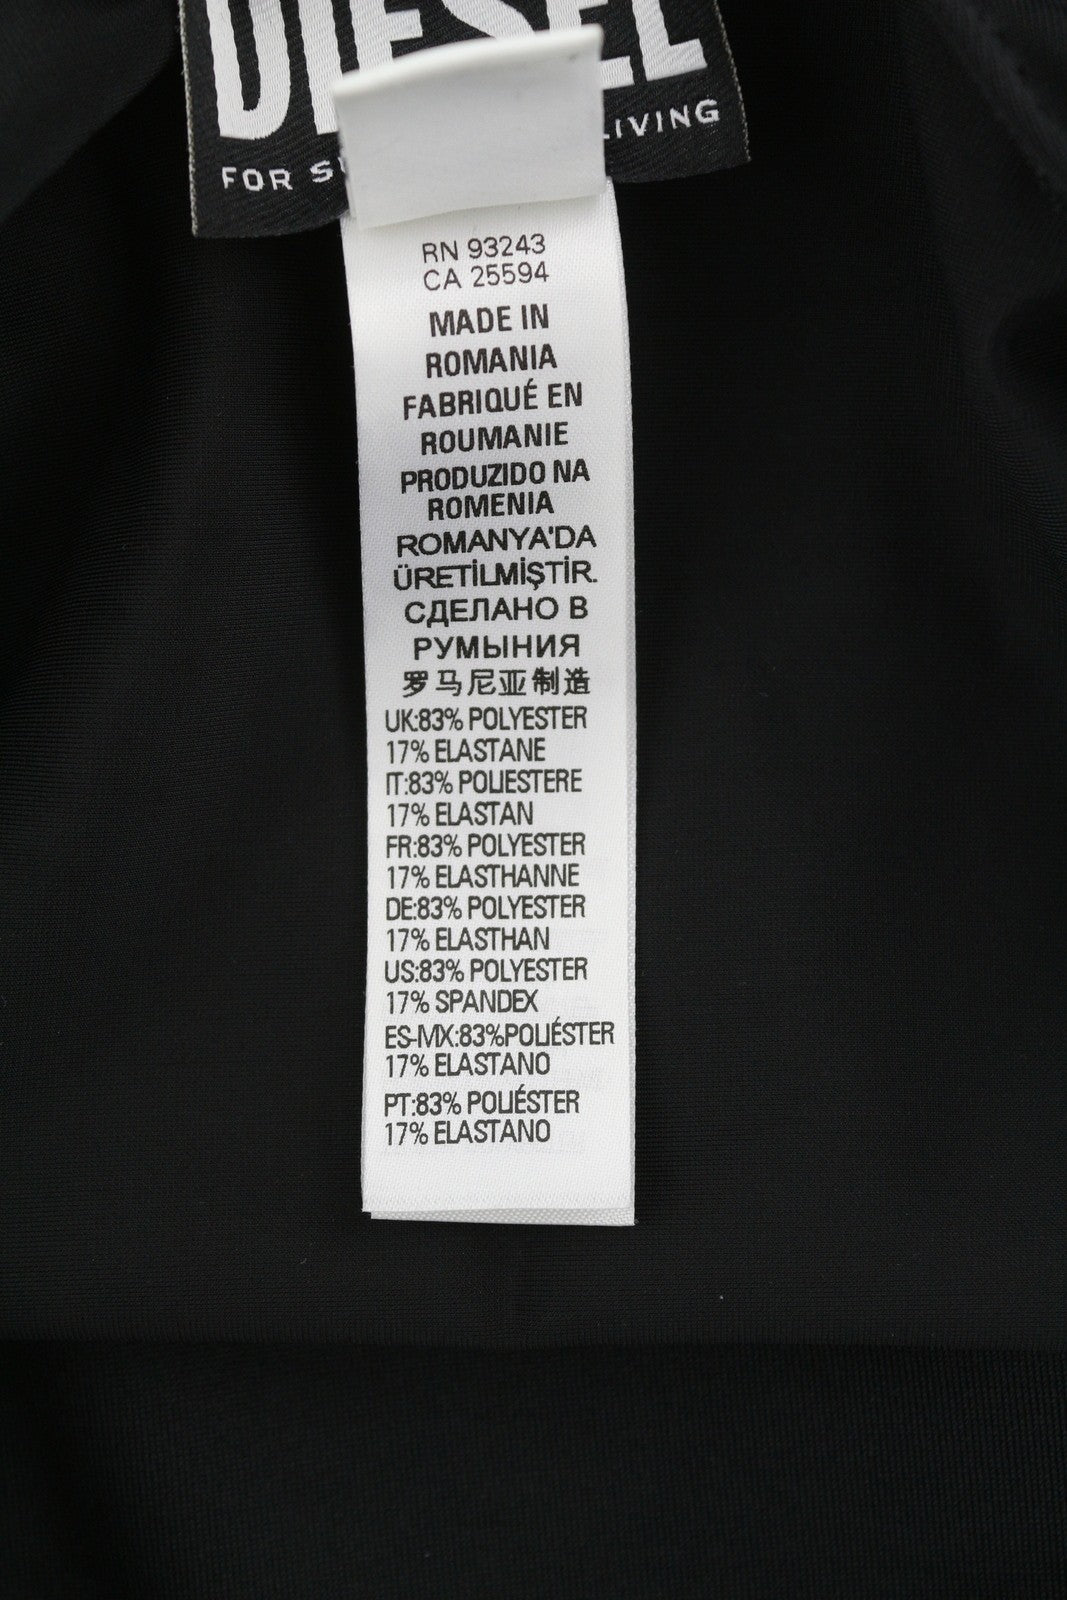 DIESEL
FOR LIVING
RN 93243
CA 25594
MADE IN
ROMANIA
FABRIQUÉ EN
ROUMANIE
PRODUZIDO NA
ROMENIA
ROMANYA'DA
ÜRETİLMİŞTİR.
СДЕЛАНО В
РУМЫНИЯ
罗马尼亚制造
UK:83% POLYESTER
17% ELASTANE
IT:83% POLIESTERE
17% ELASTAN
FR:83% POLYESTER
17% ELASTHANNE
DE:83% POLYESTER
17% ELASTHAN
US:83% POLYESTER
17% SPANDEX
ES-MX:83%POLIÉSTER
17% ELASTANO
PT:83% POLIÉSTER
17% ELASTANO